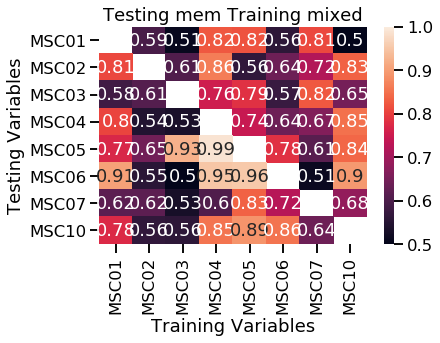 Testing mem Training mixed
MSC01 0.59 0.51 0.82 0.82 0.56 0.81 0.5
MSC02 0.81 0.61 0.86 0.56 0.64 0.72 0.83
MSC03 0.58 0.61 0.76 0.79 0.57 0.82 0.65
MSC04 0.8 0.54 0.53 0.74 0.64 0.67 0.85
MSC05 0.77 0.65 0.93 0.99 0.78 0.61 0.84
MSC06 0.91 0.55 0.5 0.95 0.96 0.51 0.9
MSC07 0.62 0.62 0.53 0.6 0.83 0.72 0.68
MSC10 0.78 0.56 0.56 0.85 0.89 0.86 0.64
MSC01 MSC02 MSC03 MSC04 MSC05 MSC06 MSC07 MSC10
Training Variables
Testing Variables
1.0
0.9
0.8
0.7
0.6
0.5